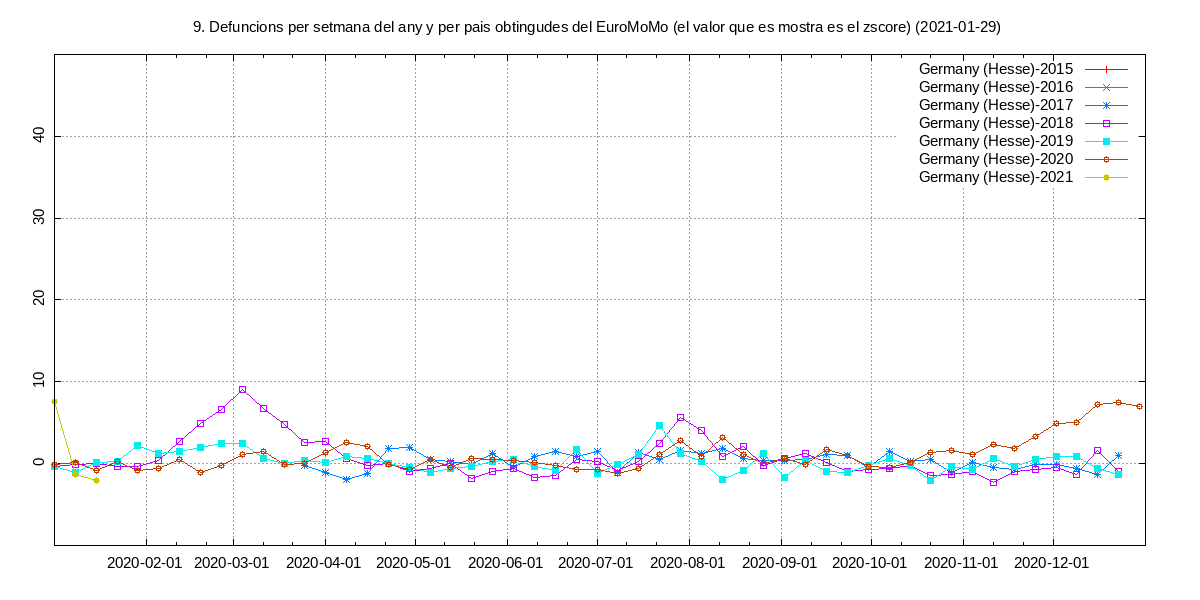 9. Defuncions per setmana del any y per pais obtingudes del EuroMoMo (el valor que es mostra es el zscore) (2021-01-29)
Germany (Hesse)-2015
Germany (Hesse)-2016
Germany (Hesse)-2017
Germany (Hesse)-2018
Germany (Hesse)-2019
Germany (Hesse)-2020
Germany (Hesse)-2021
40
30
20
10
0
2020-02-01 2020-03-01 2020-04-01 2020-05-01 2020-06-01 2020-07-01 2020-08-01 2020-09-01 2020-10-01 2020-11-01 2020-12-01